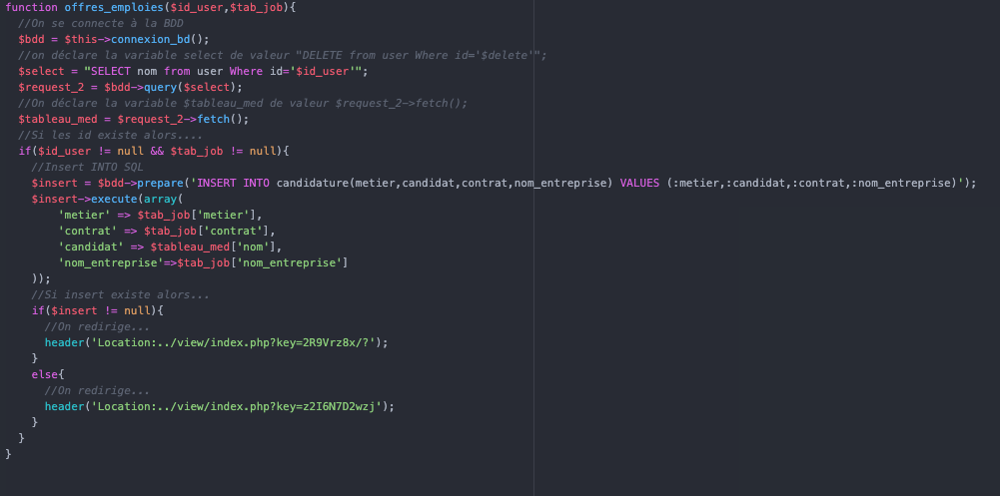 function offres_emploies($id_user,$tab_job){
//On se connecte à la BDD
$bdd = $this->connexion_bd();
//on déclare la variable select de valeur "DELETE from user Where id='$delete'";
$select = "SELECT nom from user Where id='$id_user'";
$request_2 = $bdd->query($select);
//On déclare la variable $tableau_med de valeur $request_2->fetch();
$tableau_med = $request_2->fetch();
//Si les id existe alors....
if($id_user != null && $tab_job != null){
//Insert INTO SQL
$insert = $bdd->prepare('INSERT INTO candidature(metier,candidat,contrat,nom_entreprise) VALUES (:metier,:candidat,:contrat,:nom_entreprise)');
$insert->execute(array(
'metier' => $tab_job['metier'],
'contrat' => $tab_job['contrat'],
'candidat' => $tableau_med['nom'],
'nom_entreprise'=>$tab_job['nom_entreprise']
));
//Si insert existe alors...
if($insert != null){
//On redirige...
header('Location:../view/index.php?key=2R9Vrz8x/?');
}
else{
//On redirige...
header('Location:../view/index.php?key=z2I6N7D2wzj');
}
}
}